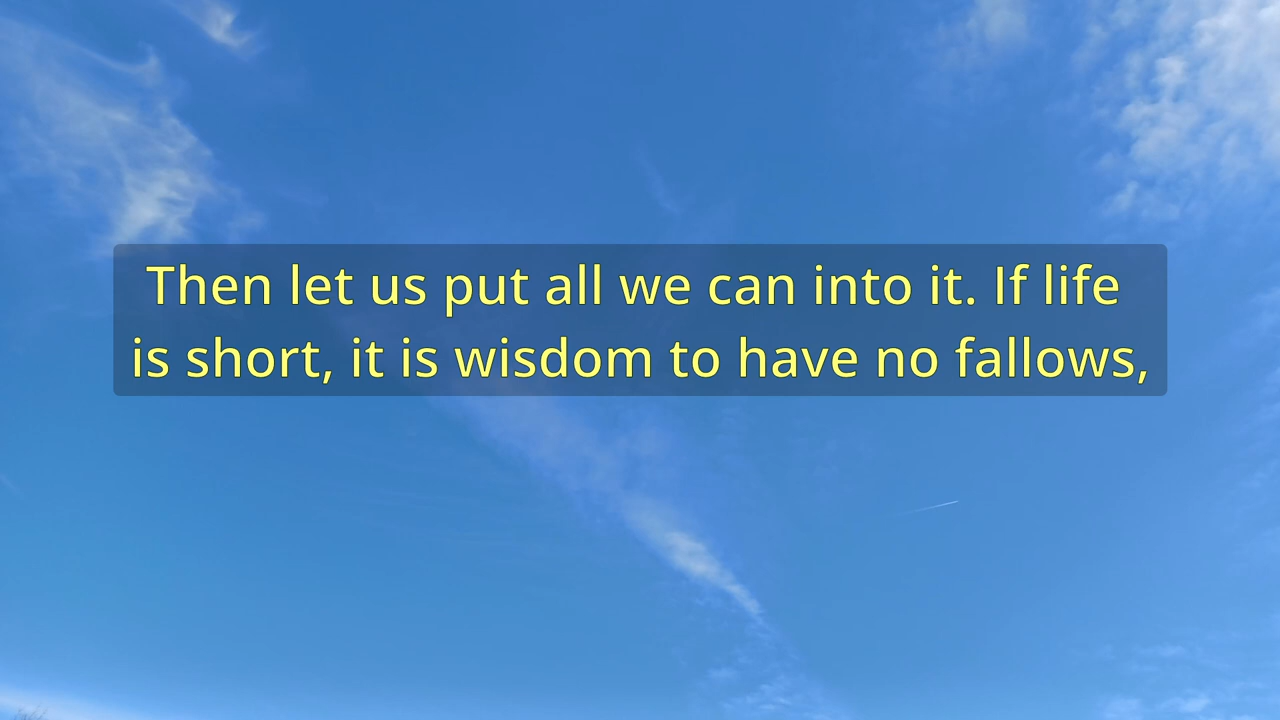 Then let us put all we can into it. If life
is short, it is wisdom to have no fallows,